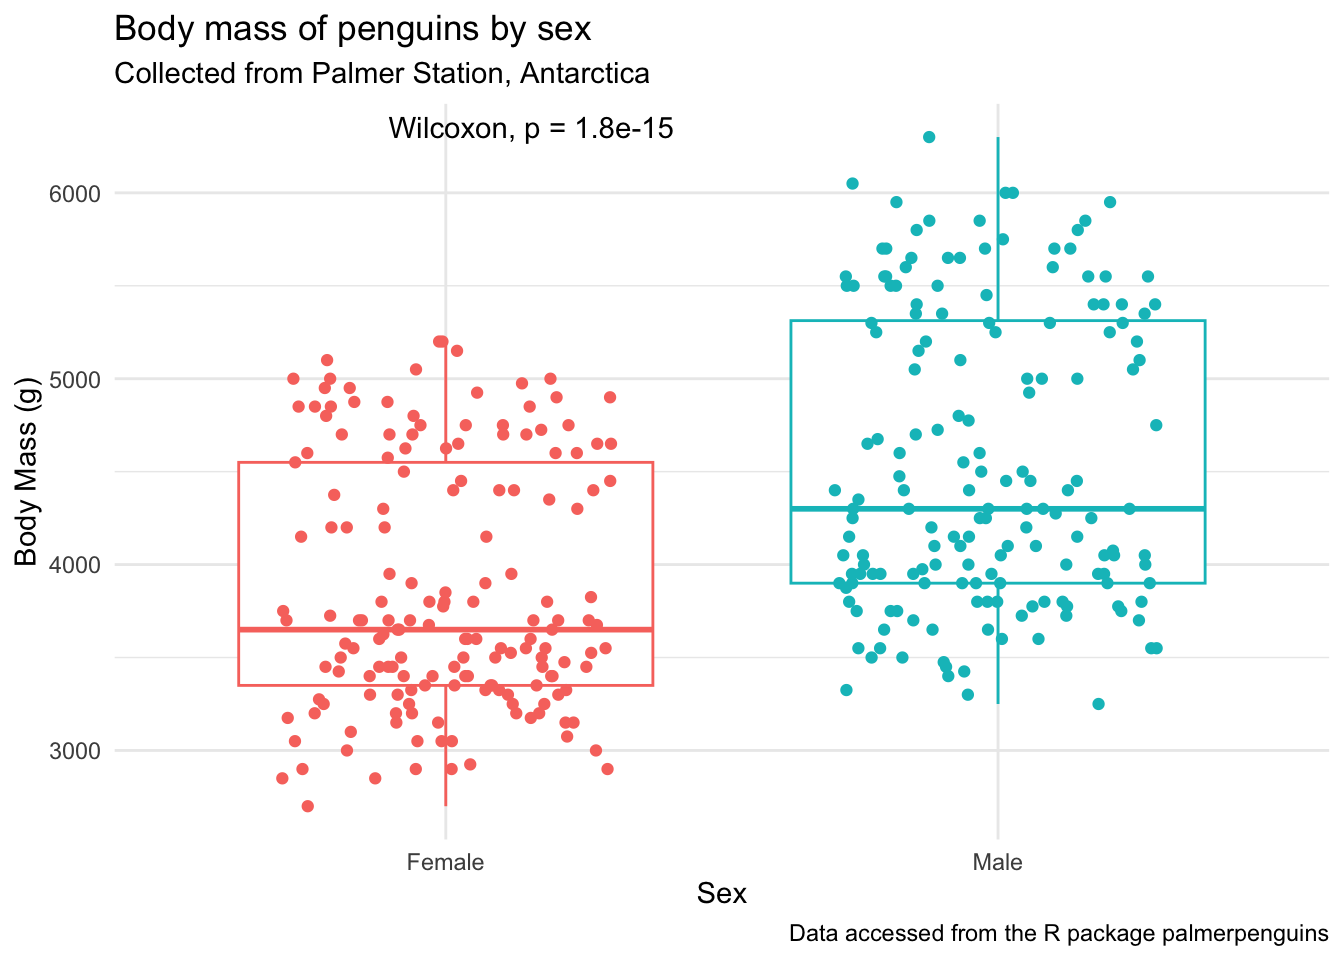 Body mass of penguins by sex
Collected from Palmer Station, Antarctica
Wilcoxon, p = 1.8e-15
6000
5000
4000
3000
Body Mass (g)
Female
Male
Sex
Data accessed from the R package palmerpenguins